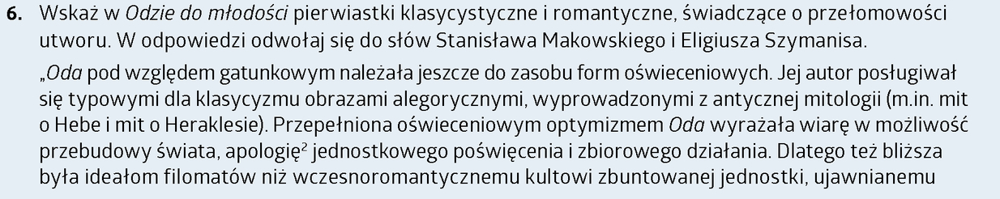 6. Wskaż w Odzie do młodości pierwiastki klasycystyczne i romantyczne, świadczące o przełomowości
utworu. W odpowiedzi odwołaj się do słów Stanisława Makowskiego i Eligiusza Szymanisa.
„Oda pod względem gatunkowym należała jeszcze do zasobu form oświeceniowych. Jej autor posługiwał
się typowymi dla klasycyzmu obrazami alegorycznymi, wyprowadzonymi z antycznej mitologii (m.in. mit
o Hebe i mit o Heraklesie). Przepełniona oświeceniowym optymizmem Oda wyrażała wiarę w możliwość
przebudowy świata, apologię² jednostkowego poświęcenia i zbiorowego działania. Dlatego też bliższa
była ideałom filomatów niż wczesnoromantycznemu kultowi zbuntowanej jednostki, ujawnianemu